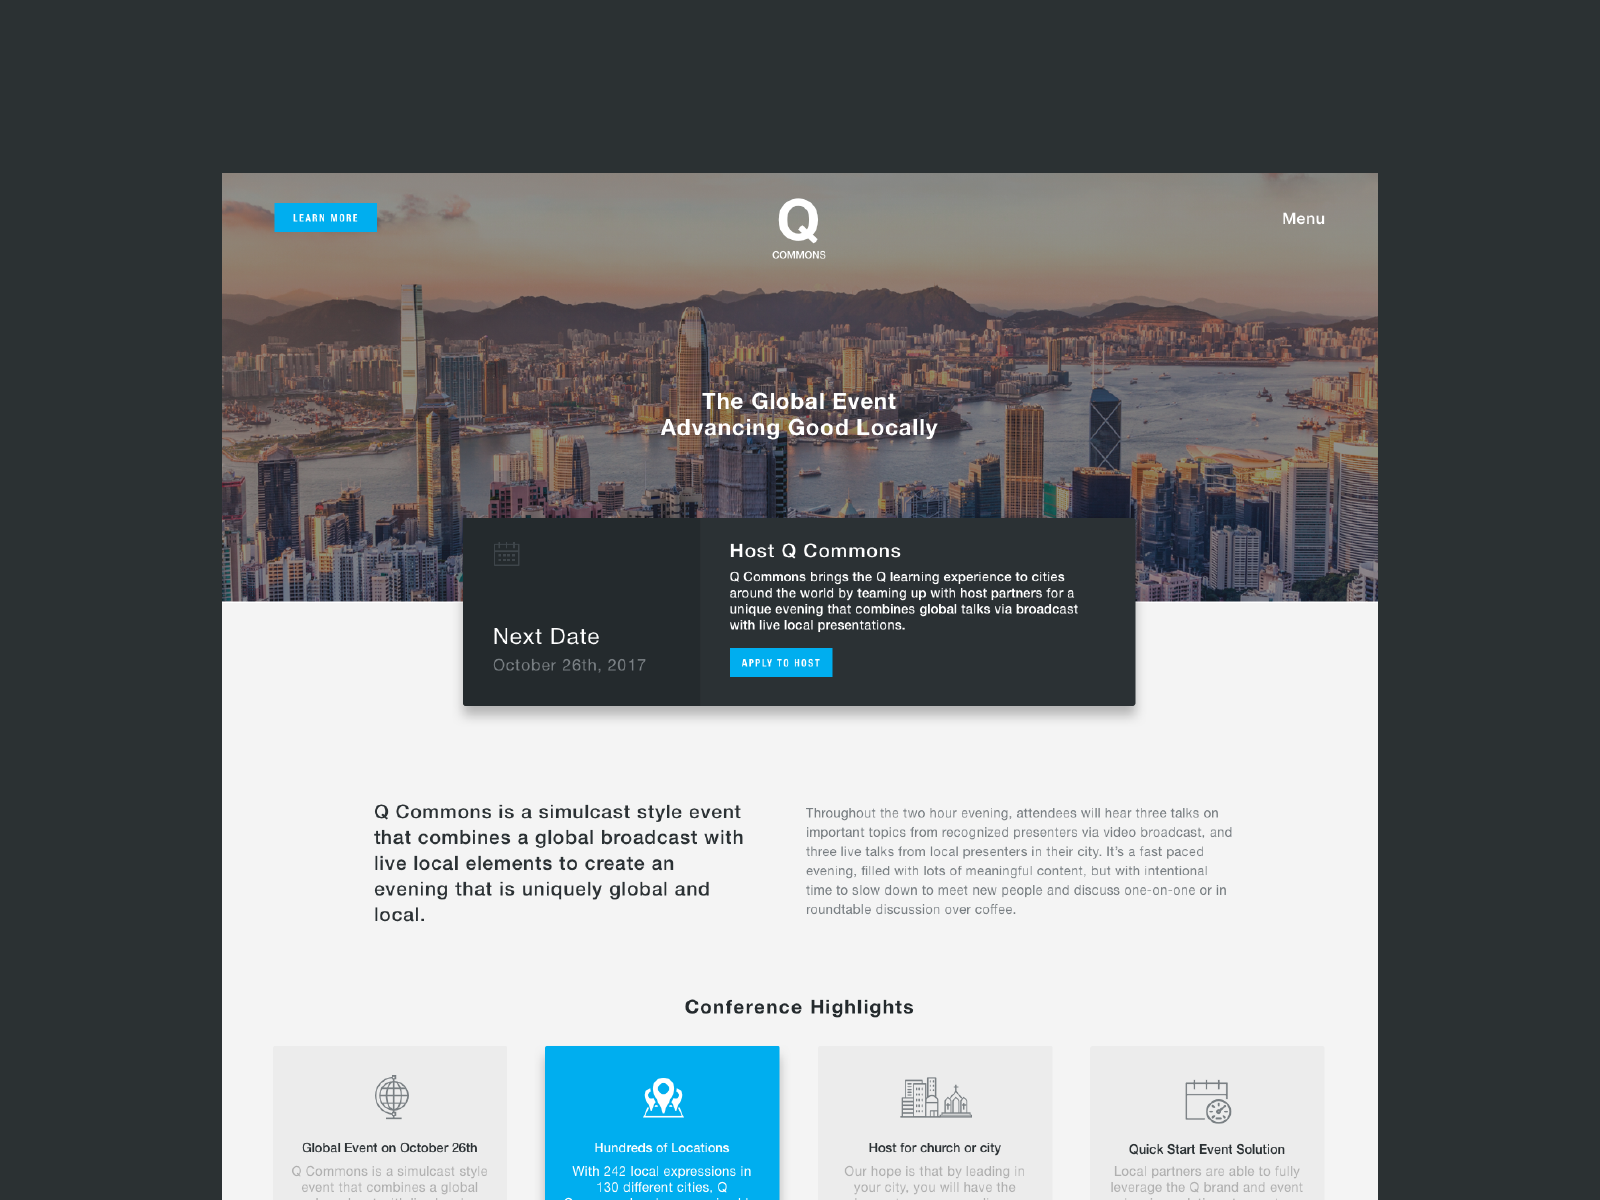 LEARN MORE
Q
COMMONS
Menu
The Global Event
Advancing Good Locally
Next Date
October 26th, 2017
Host Q Commons
Q Commons brings the Q learning experience to cities
around the world by teaming up with host partners for a
unique evening that combines global talks via broadcast
with live local presentations.
APPLY TO HOST
Q Commons is a simulcast style event
that combines a global broadcast with
live local elements to create an
evening that is uniquely global and
local.
Throughout the two hour evening, attendees will hear three talks on
important topics from recognized presenters via video broadcast, and
three live talks from local presenters in their city. It's a fast paced
evening, filled with lots of meaningful content, but with intentional
time to slow down to meet new people and discuss one-on-one or in
roundtable discussion over coffee.
Conference Highlights
Global Event on October 26th
Q Commons is a simulcast style
event that combines a global
Hundreds of Locations
With 242 local expressions in
130 different cities, Q
Host for church or city
Our hope is that by leading in
your city, you will have the
Quick Start Event Solution
Local partners are able to fully
leverage the Q brand and event